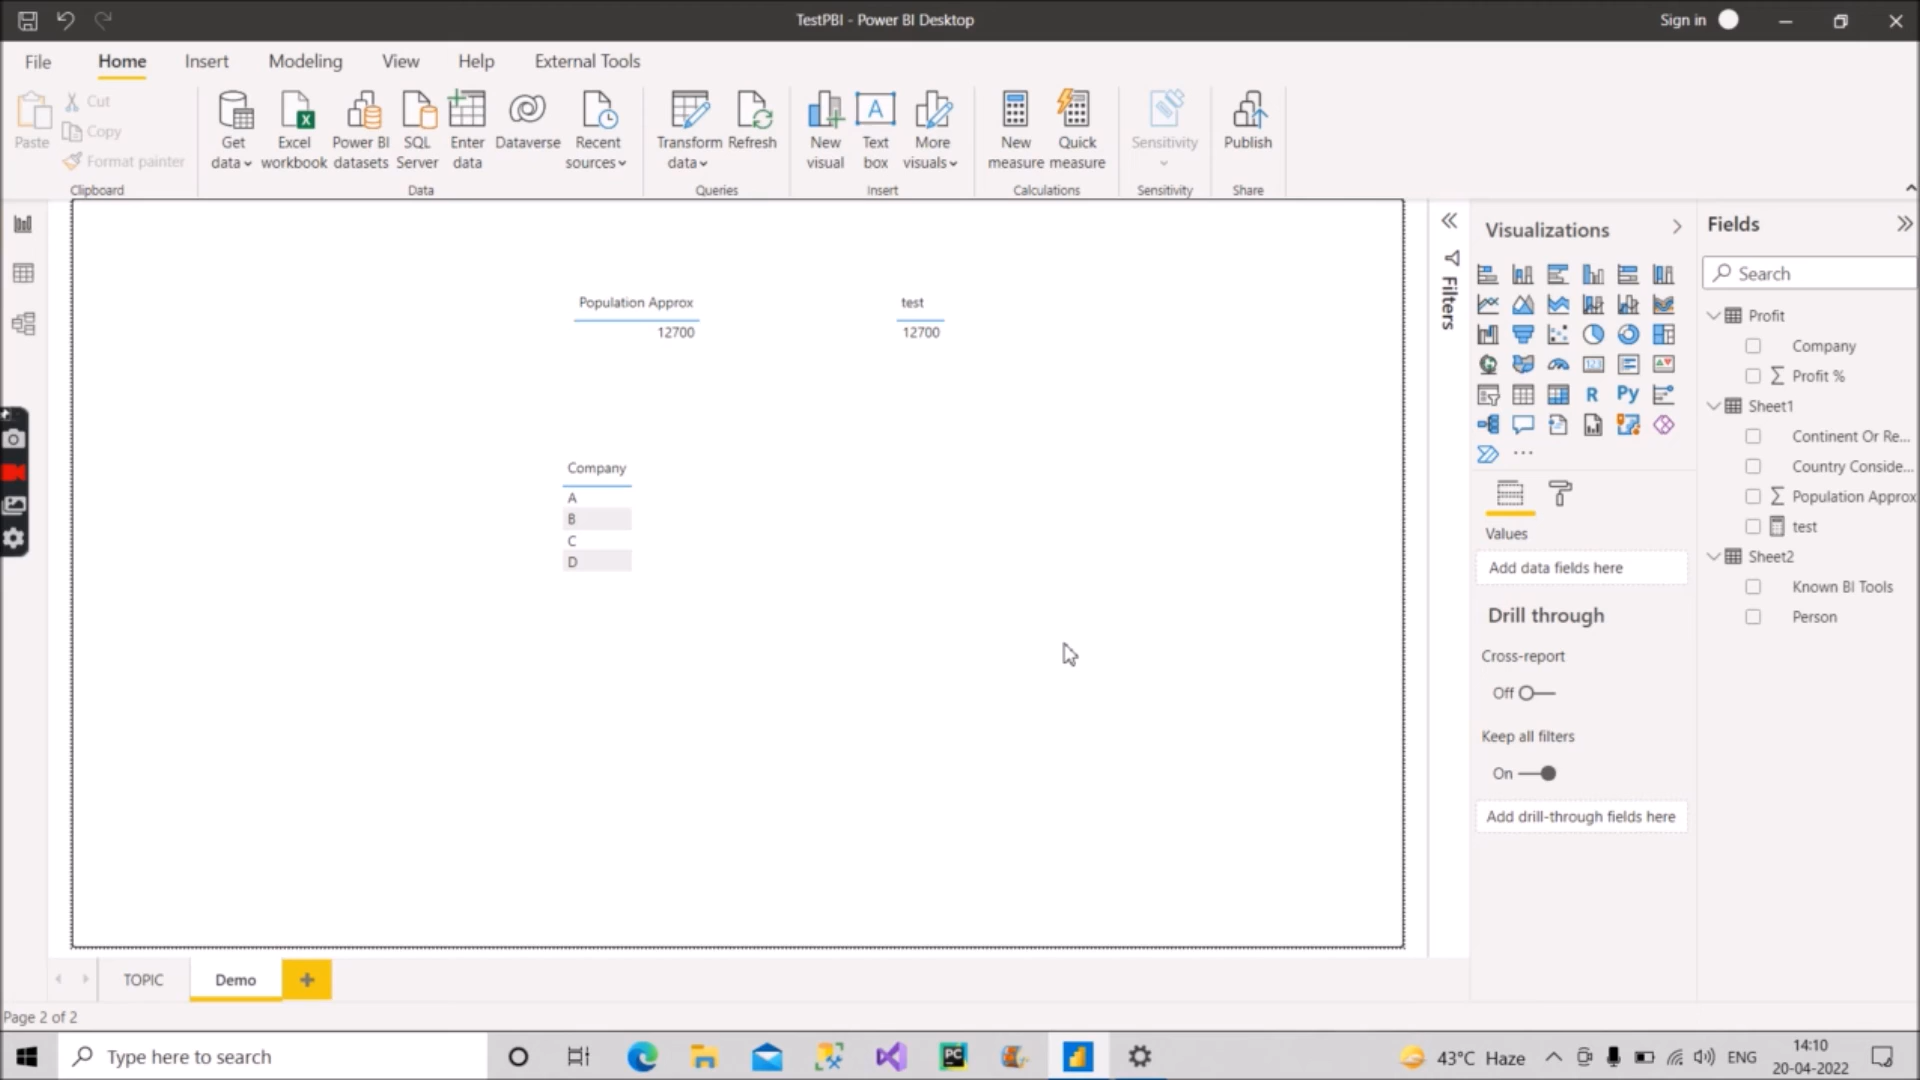 TestPBI - Power BI Desktop
Sign in
File Home Insert Modeling View Help External Tools
Paste
Cut
Copy
Format painter
Clipboard
Get data
Excel workbook
Power BI datasets
SQL Server
Enter data
Dataverse
Recent sources
Data
Transform data
Refresh
Queries
New visual
A
Text box
More visuals
Insert
New measure
Quick measure
Calculations
Sensitivity
Sensitivity
Publish
Share
Population Approx
12700
test
12700
Company
A
B
C
D
Filters
Visualizations
R
Py
Values
Add data fields here
Drill through
Cross-report
Off
Keep all filters
On
Add drill-through fields here
Fields
Search
Profit
Company
Profit %
Sheet1
Continent Or Re...
Country Conside...
Population Approx
test
Sheet2
Known BI Tools
Person
TOPIC
Demo
Page 2 of 2
Type here to search
PC
43°C Haze
ENG
14:10
20-04-2022